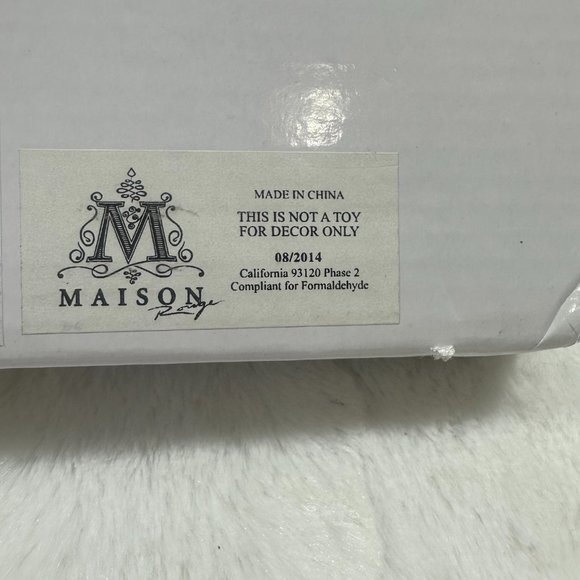 M
MAISON
Rouge
MADE IN CHINA
THIS IS NOT A TOY
FOR DECOR ONLY
08/2014
California 93120 Phase 2
Compliant for Formaldehyde